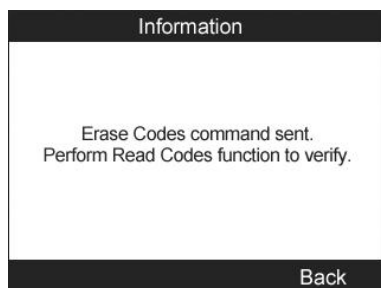 Information
Erase Codes command sent.
Perform Read Codes function to verify.
Back